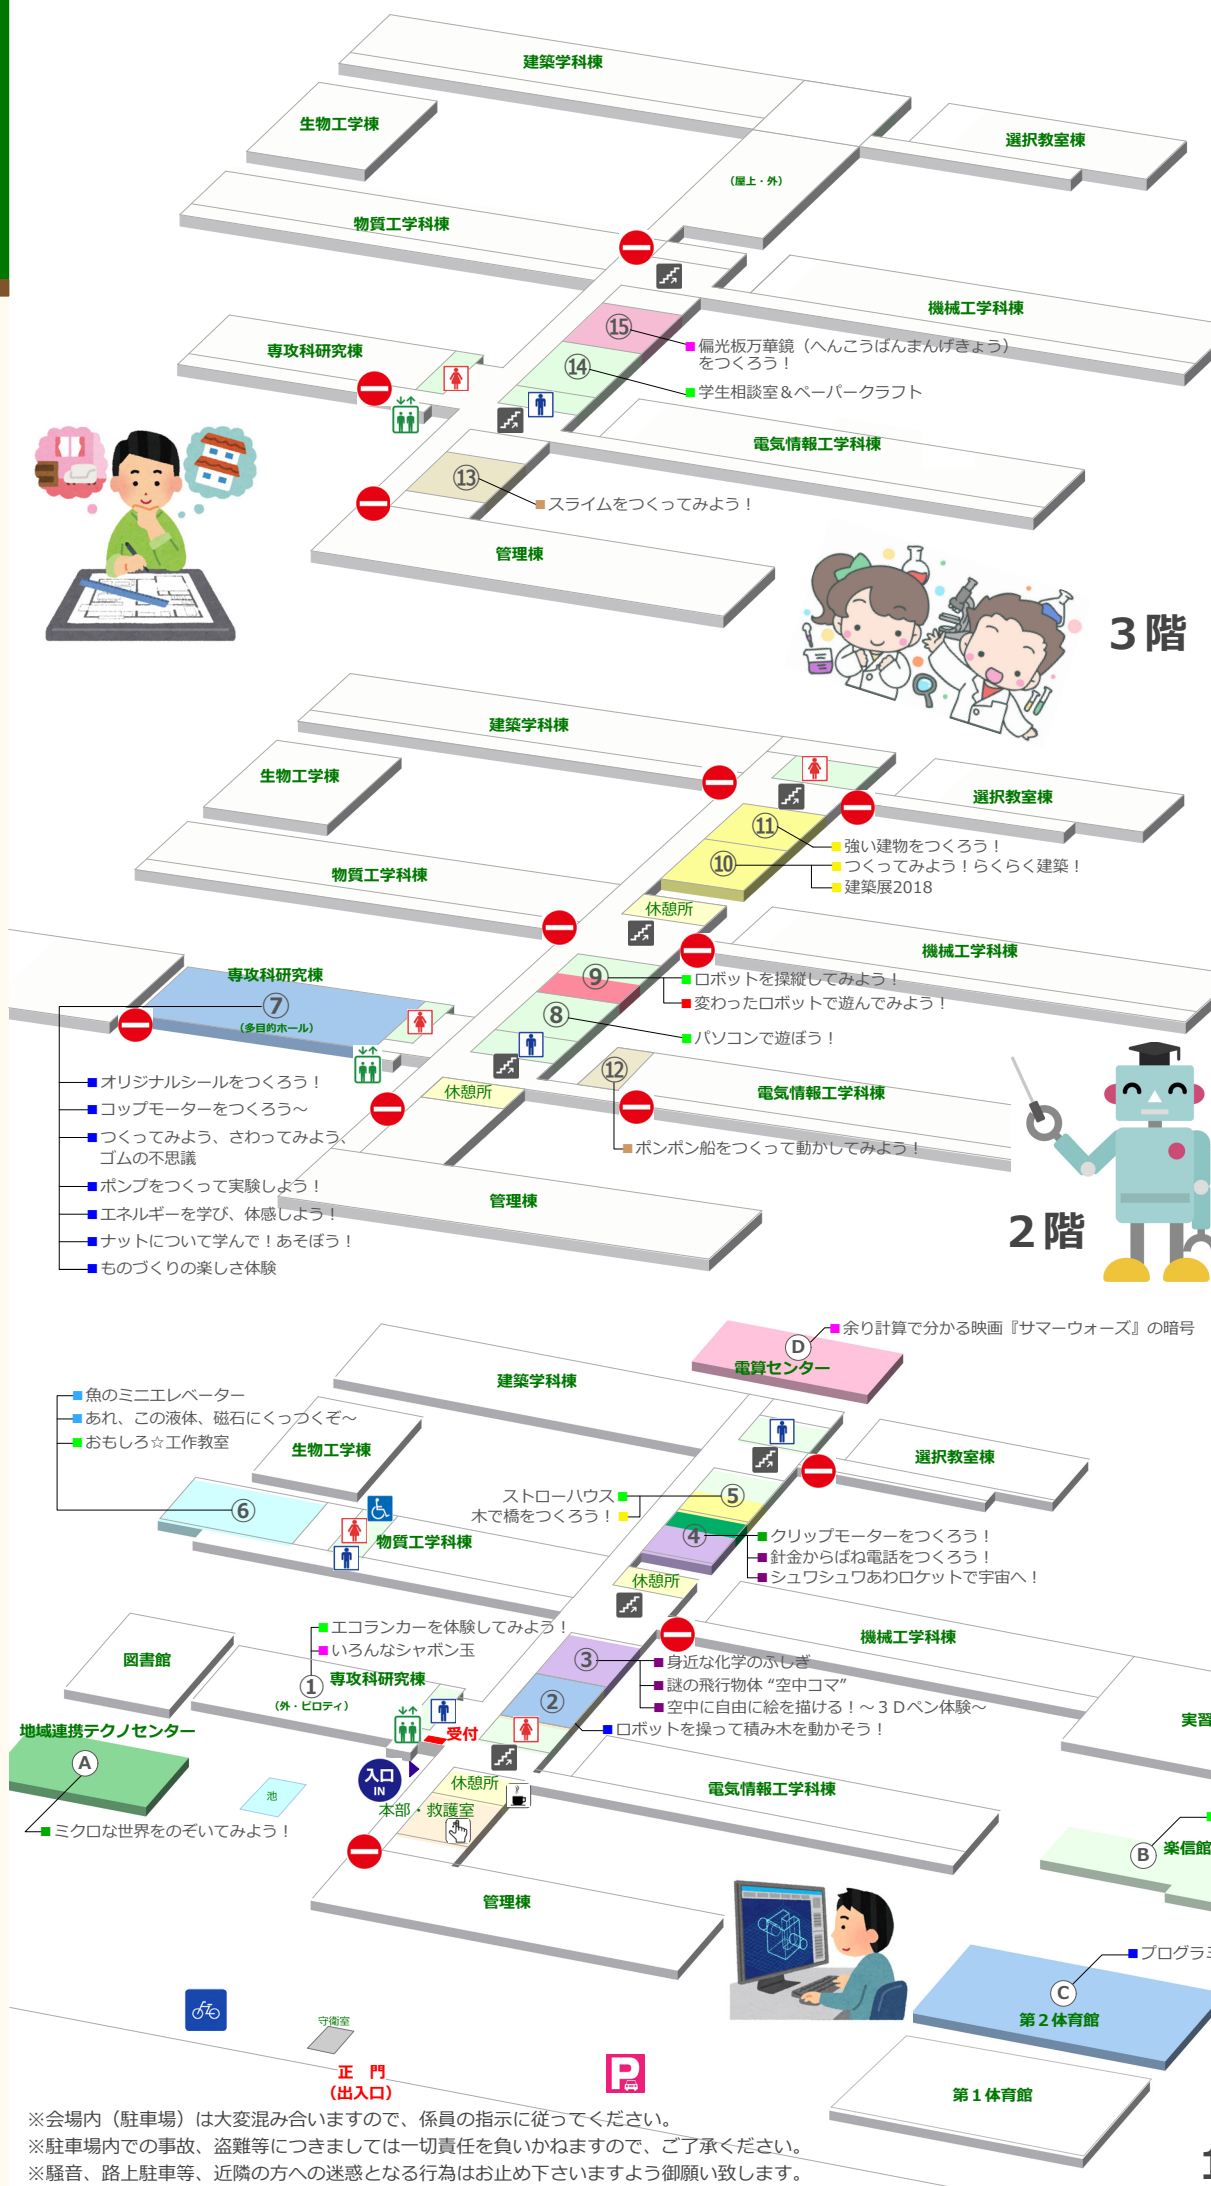 建築学科棟
生物工学棟
選択教室棟
（屋上・外）
物質工学科棟
機械工学科棟
⑮
偏光板万華鏡（へんこうばんまんげきょう）
をつくろう！
専攻科研究棟
⑭
学生相談室＆ペーパークラフト
電気情報工学科棟
⑬
スライムをつくってみよう！
管理棟
３階
建築学科棟
生物工学棟
選択教室棟
⑪
強い建物をつくろう！
⑩
つくってみよう！らくらく建築！
建築展2018
物質工学科棟
休憩所
機械工学科棟
専攻科研究棟
⑨
ロボットを操縦してみよう！
変わったロボットで遊んでみよう！
⑦
（多目的ホール）
⑧
パソコンで遊ぼう！
⑫
休憩所
電気情報工学科棟
オリジナルシールをつくろう！
コップモーターをつくろう～
つくってみよう、さわってみよう、
ゴムの不思議
ポンポン船をつくって動かしてみよう！
ポンプをつくって実験しよう！
管理棟
エネルギーを学び、体感しよう！
ナットについて学んで！あそぼう！
ものづくりの楽しさ体験
２階
余り計算で分かる映画『サマーウォーズ』の暗号
D
電算センター
建築学科棟
魚のミニエレベーター
あれ、この液体、磁石にくっつくぞ～
おもしろ☆工作教室
生物工学棟
選択教室棟
ストローハウス
木で橋をつくろう！
⑤
⑥
④
クリップモーターをつくろう！
針金からばね電話をつくろう！
シュワシュワあわロケットで宇宙へ！
物質工学科棟
休憩所
エコランカーを体験してみよう！
いろんなシャボン玉
機械工学科棟
図書館
専攻科研究棟
①
（外・ピロティ）
③
身近な化学のふしぎ
謎の飛行物体 “空中コマ”
空中に自由に絵を描ける！～３Ｄペン体験～
②
ロボットを操って積み木を動かそう！
地域連携テクノセンター
A
受付
実習
入口
IN
休憩所
電気情報工学科棟
池
本部・救護室
ミクロな世界をのぞいてみよう！
B
楽信館
管理棟
プログラミ
C
第２体育館
守衛室
正　門
（出入口）
P
第１体育館
※会場内（駐車場）は大変混み合いますので、係員の指示に従ってください。
※駐車場内での事故、盗難等につきましては一切責任を負いかねますので、ご了承ください。
※騒音、路上駐車等、近隣の方への迷惑となる行為はお止め下さいますよう御願い致します。